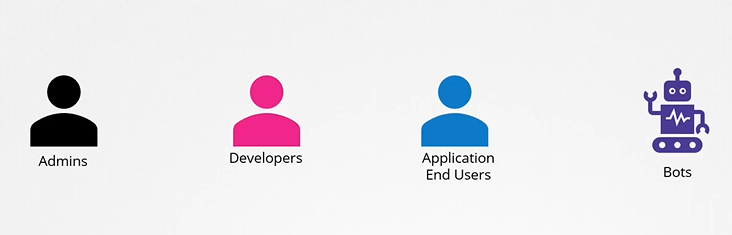 Admins
Developers
Application
End Users
Bots